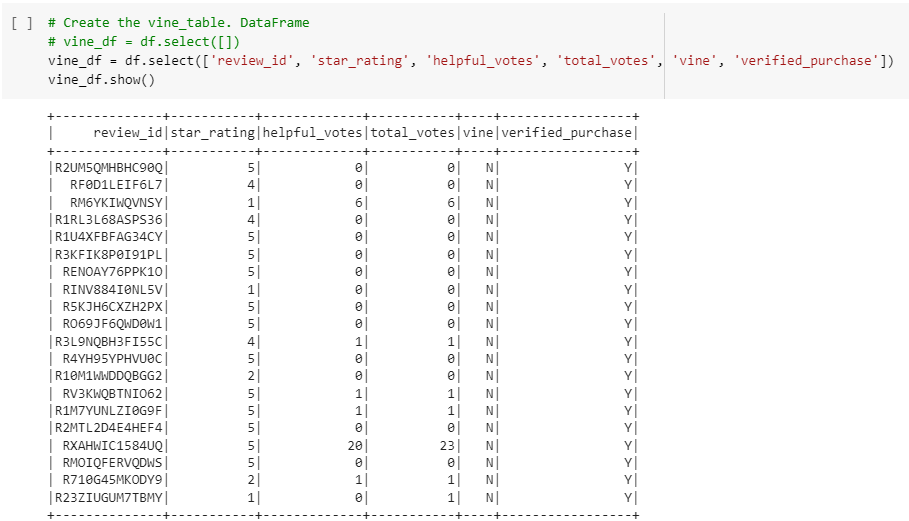 [ ] # Create the vine_table. DataFrame
# vine_df = df.select([])
vine_df = df.select(['review_id', 'star_rating', 'helpful_votes', 'total_votes', 'vine', 'verified_purchase'])
vine_df.show()
+--------------+-----------+-------------+-----------+----+-----------------+
|     review_id|star_rating|helpful_votes|total_votes|vine|verified_purchase|
+--------------+-----------+-------------+-----------+----+-----------------+
|R2UM5QMHBHC90Q|          5|            0|          0|   N|                Y|
| RF0D1LEIF6L7|          4|            0|          0|   N|                Y|
| RM6YKIWQVNSY|          1|            6|          6|   N|                Y|
|R1RL3L68ASPS36|          4|            0|          0|   N|                Y|
|R1U4XFBFAG34CY|          5|            0|          0|   N|                Y|
|R3KFIK8P0I91PL|          5|            0|          0|   N|                Y|
| RENOAY76PPK1O|          5|            0|          0|   N|                Y|
| RINV884I0NL5V|          1|            0|          0|   N|                Y|
|R5KJH6CXZH2PX|          5|            0|          0|   N|                Y|
| RO69JF6QWD0W1|          5|            0|          0|   N|                Y|
|R3L9NQBH3FI55C|          4|            1|          1|   N|                Y|
| R4YH95YPHVU0C|          5|            0|          0|   N|                Y|
|R10M1WWDDQBGG2|          2|            0|          0|   N|                Y|
| RV3KWQBTNIO62|          5|            1|          1|   N|                Y|
|R1M7YUNLZI0G9F|          5|            1|          1|   N|                Y|
|R2MTL2D4E4HEF4|          5|            0|          0|   N|                Y|
| RXAHWIC1584UQ|          5|           20|         23|   N|                Y|
| RMOIQFERVQDWS|          5|            0|          0|   N|                Y|
| R710G45MKODY9|          2|            1|          1|   N|                Y|
|R23ZIUGUM7TBMY|          1|            0|          1|   N|                Y|
+--------------+-----------+-------------+-----------+----+-----------------+